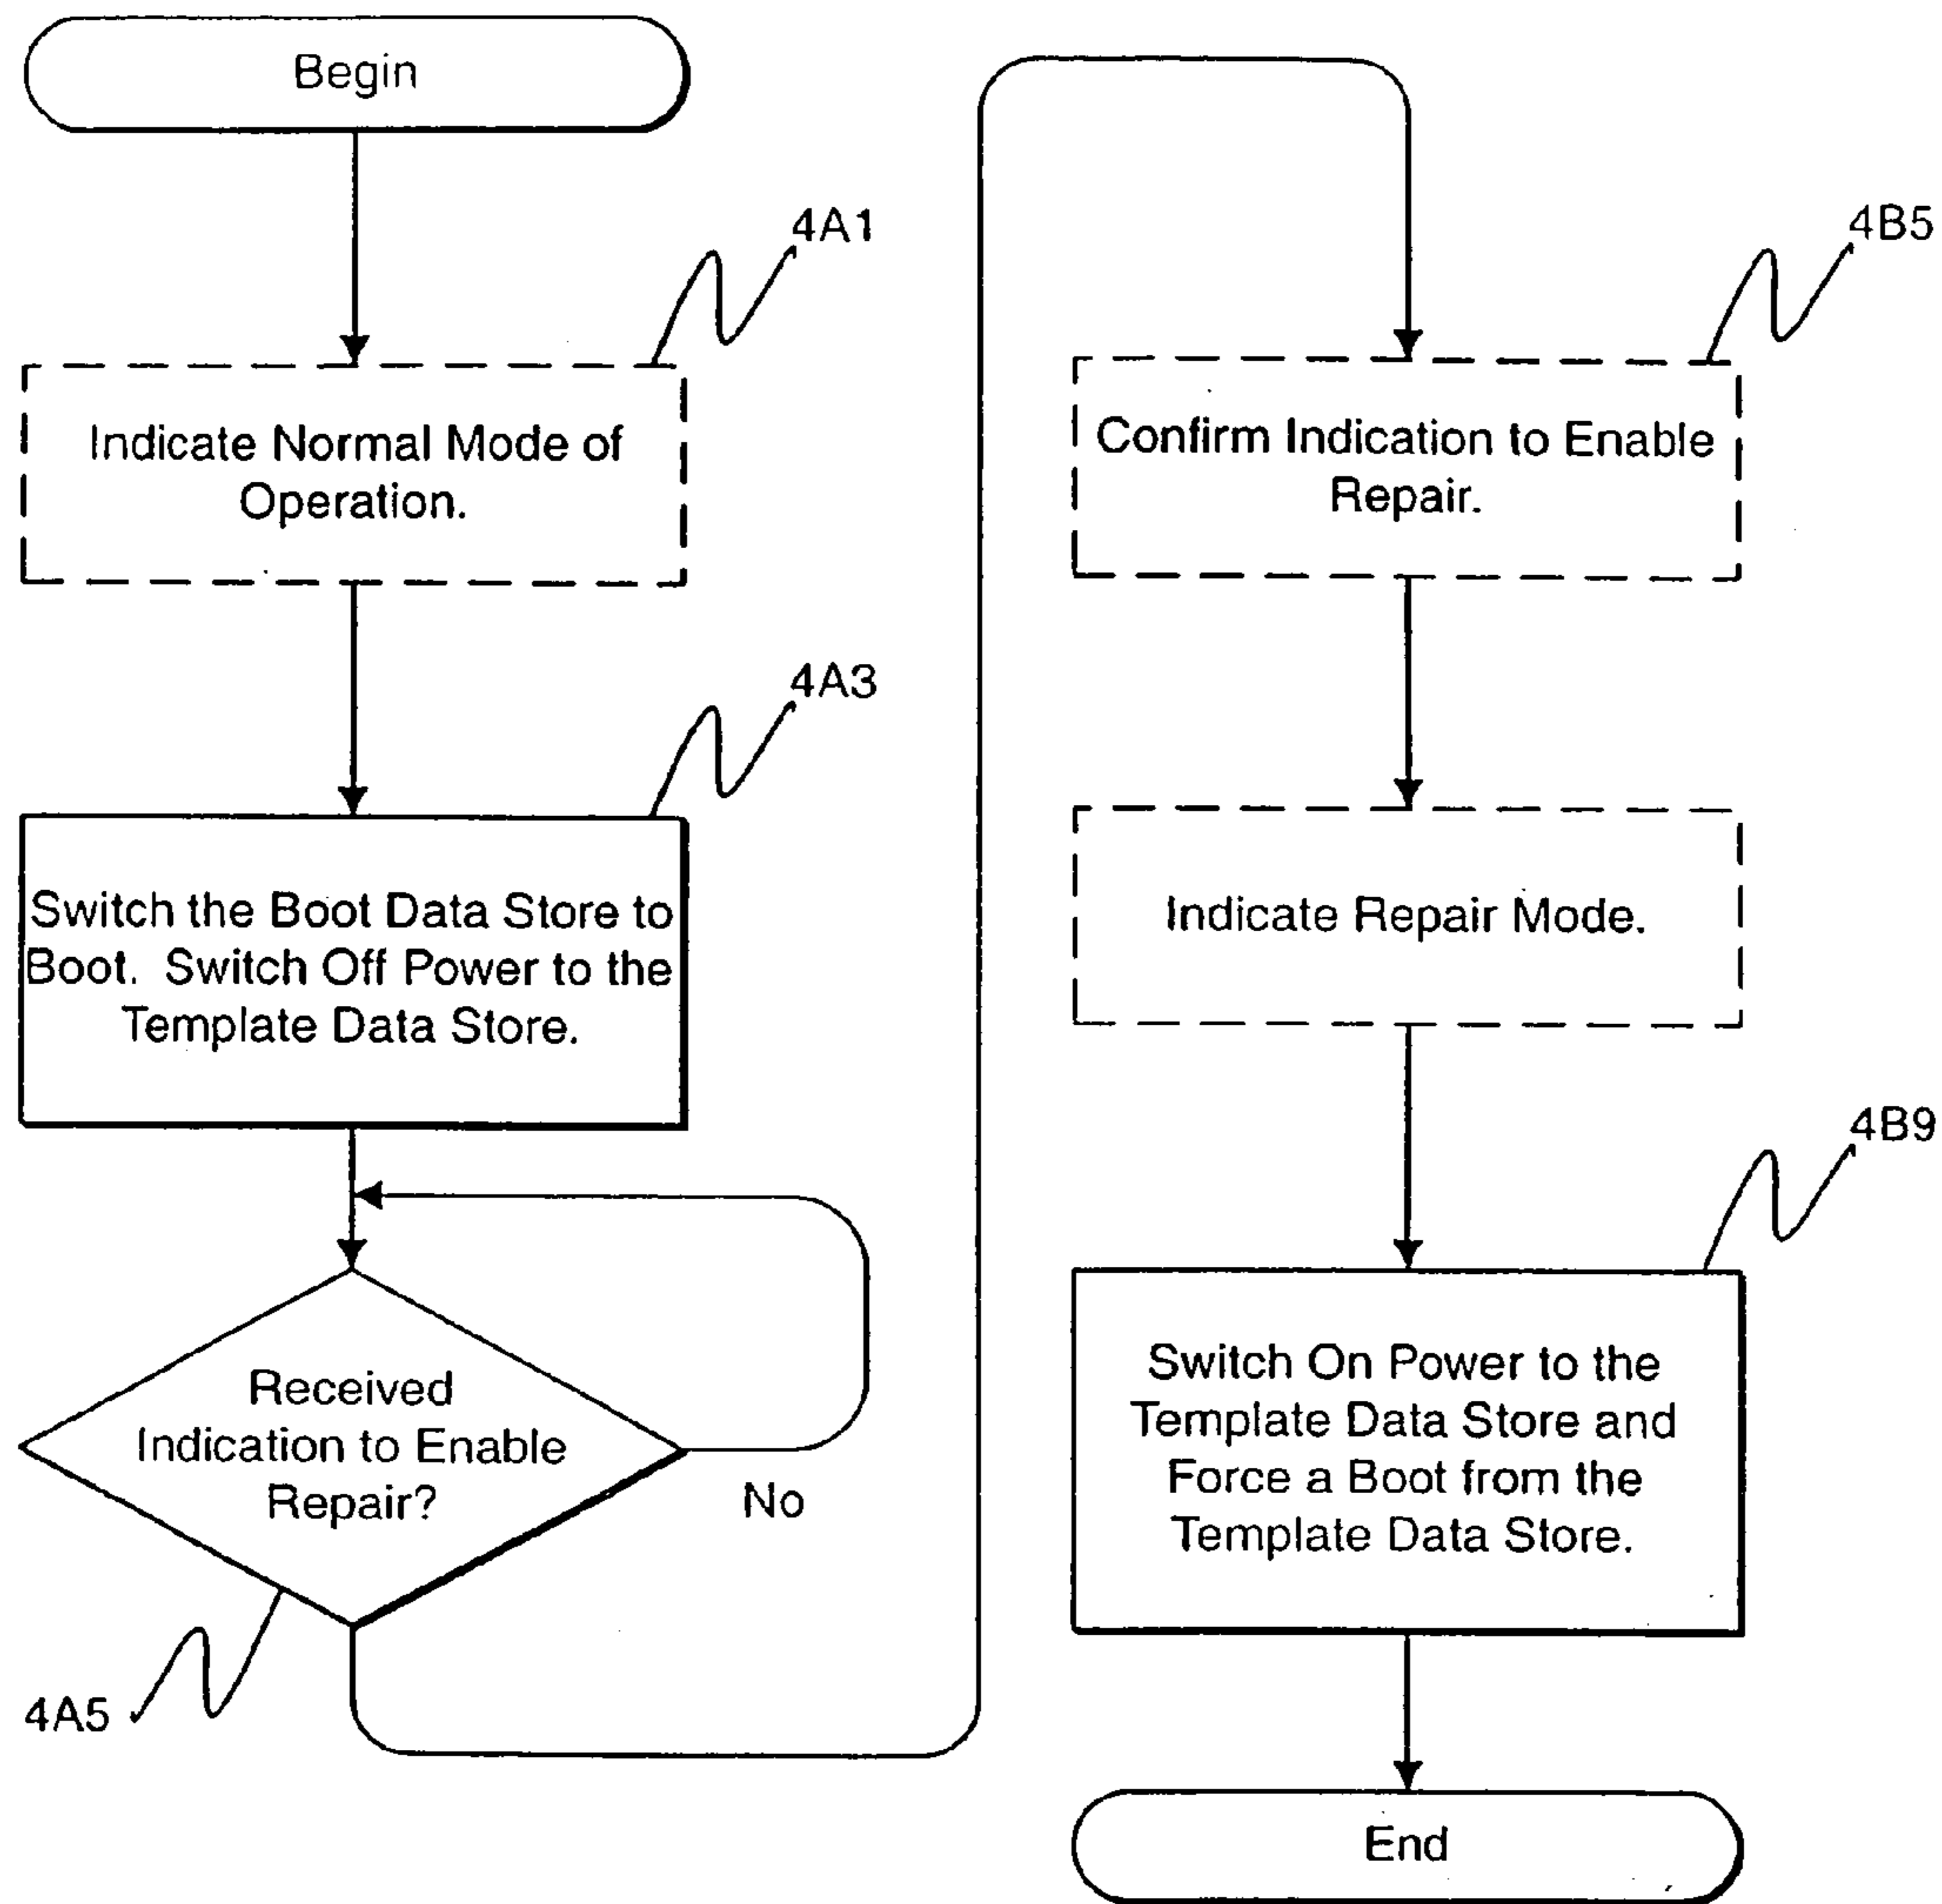 Begin
4A1
Indicate Normal Mode of
Operation.
4A3
Switch the Boot Data Store to
Boot. Switch Off Power to the
Template Data Store.
Received
Indication to Enable
Repair?
No
4A5
4B5
Confirm Indication to Enable
Repair.
Indicate Repair Mode.
4B9
Switch On Power to the
Template Data Store and
Force a Boot from the
Template Data Store.
End